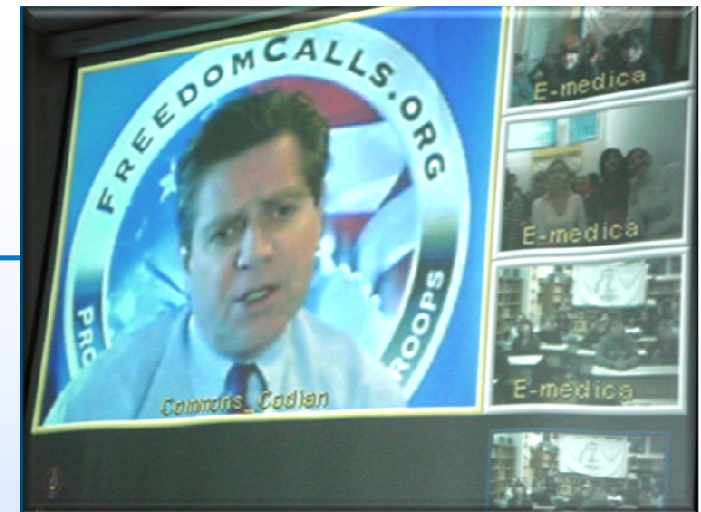 FREEDOMCALLS.ORG
PRO
ROOPS
Commons_Codian
E-medica
E-medica
E-medica